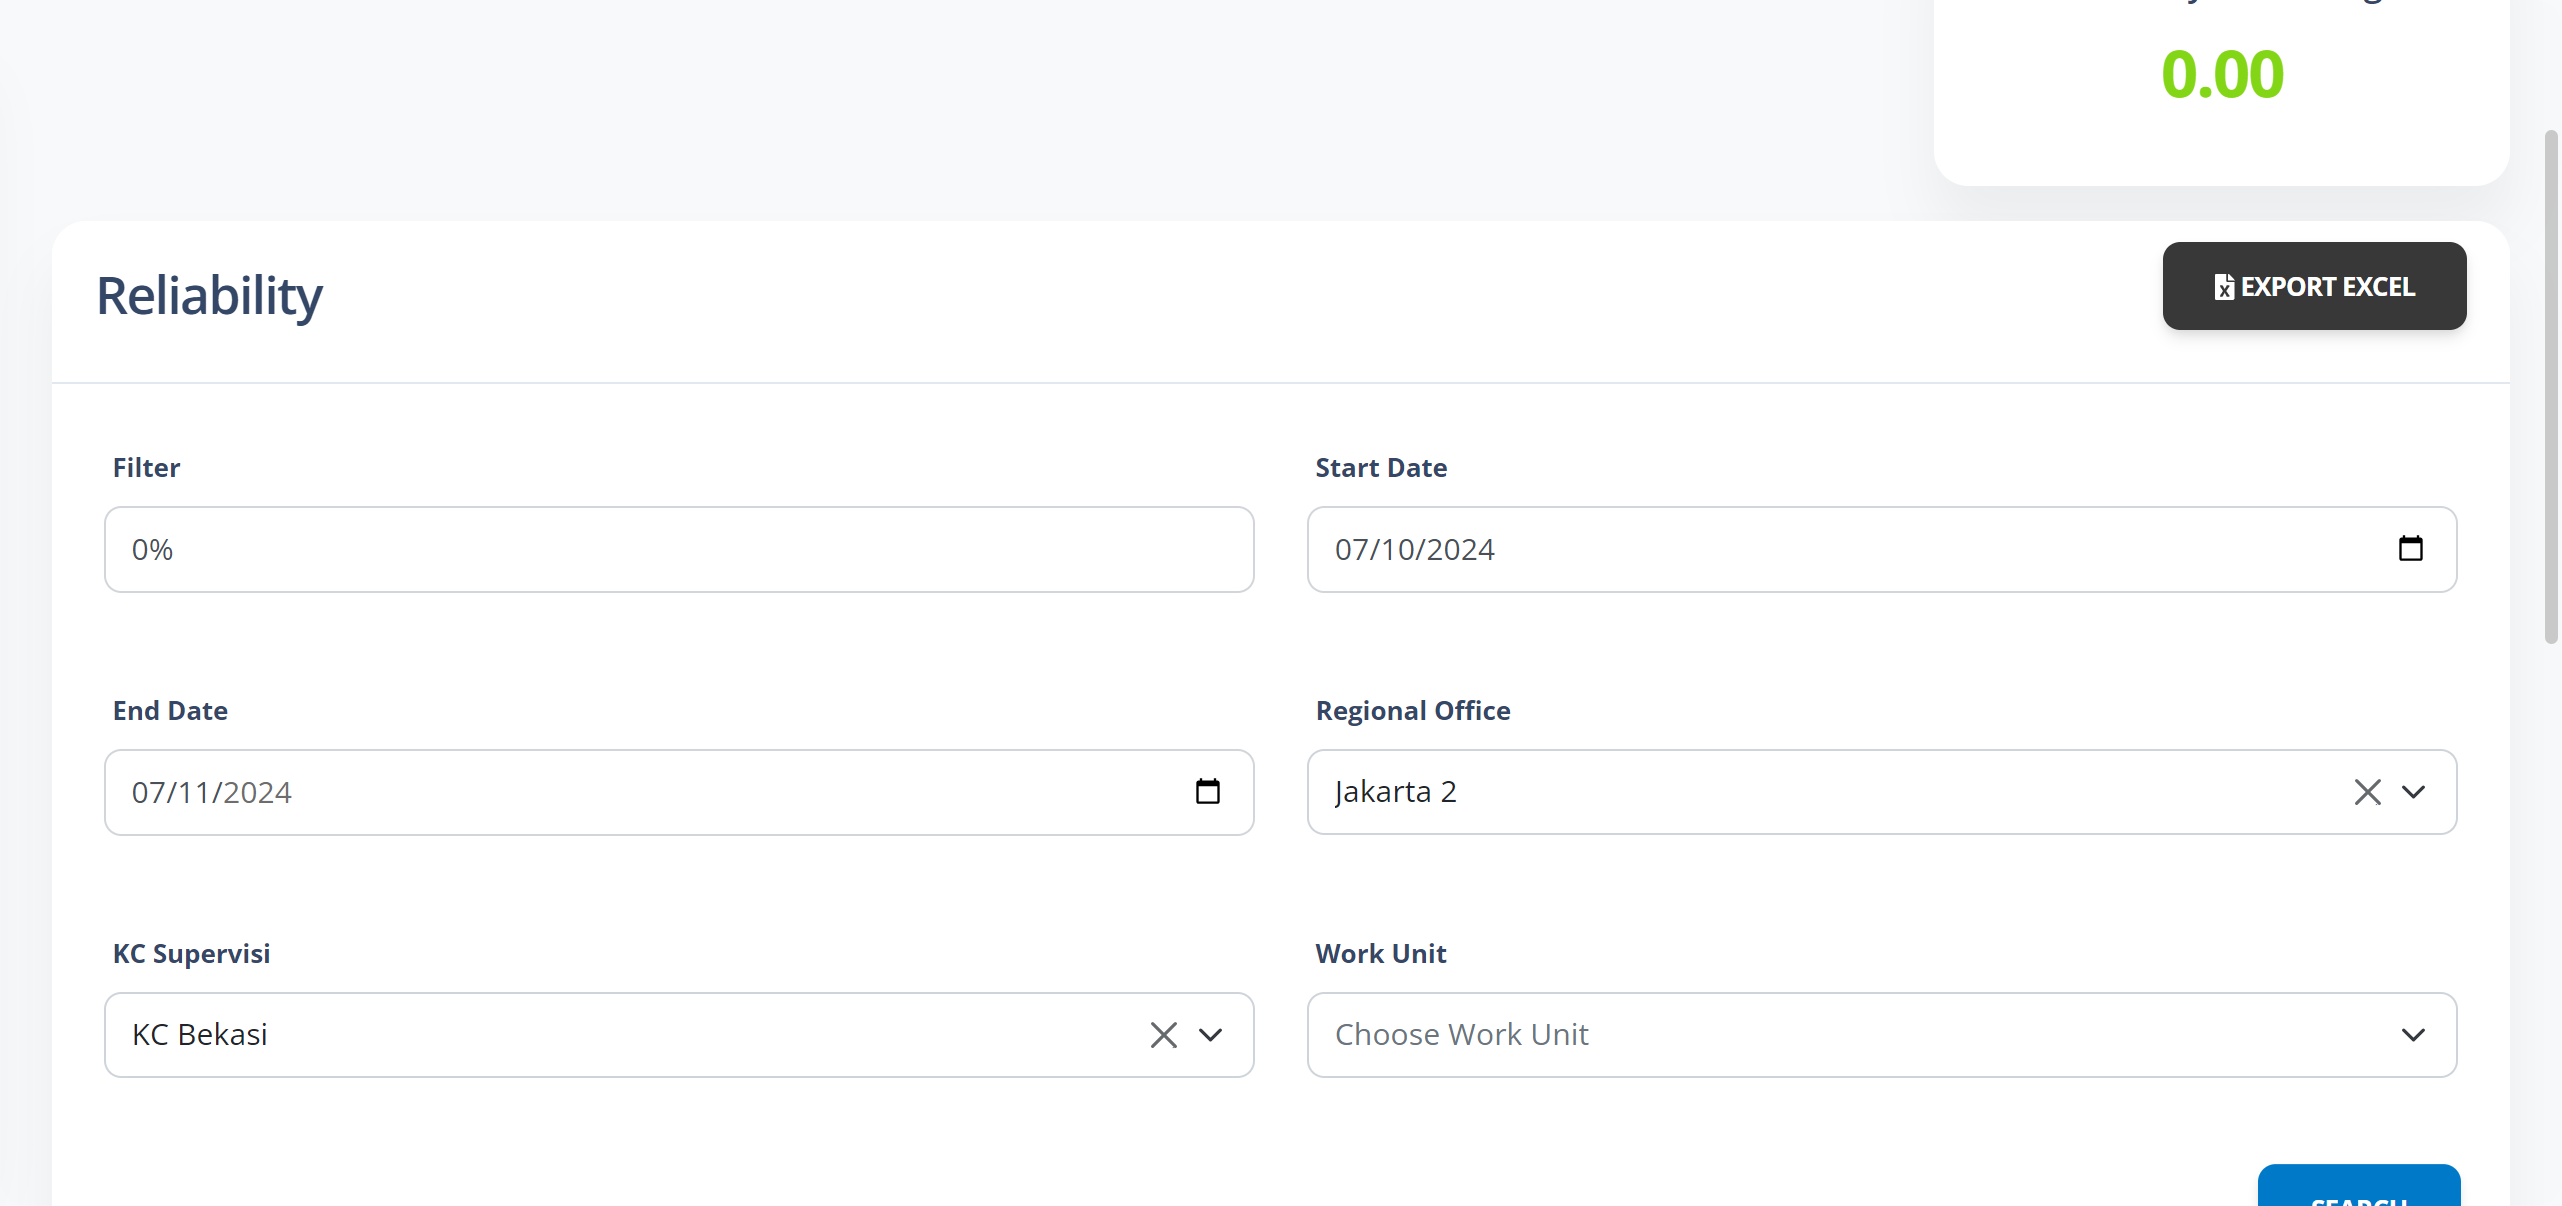 0.00
Reliability
EXPORT EXCEL
Filter
Start Date
0%
07/10/2024
End Date
Regional Office
07/11/2024
Jakarta 2
KC Supervisi
Work Unit
KC Bekasi
Choose Work Unit
SEARCH